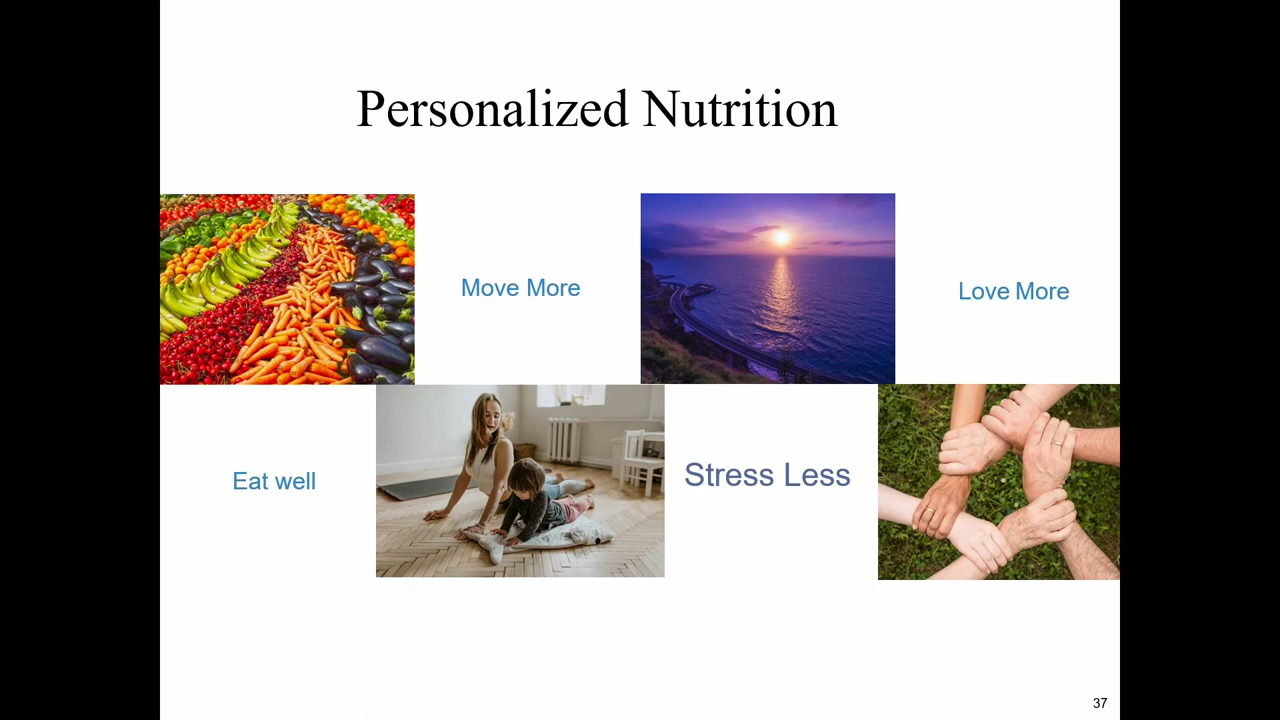 Personalized Nutrition
Move More
Love More
Eat well
Stress Less
37